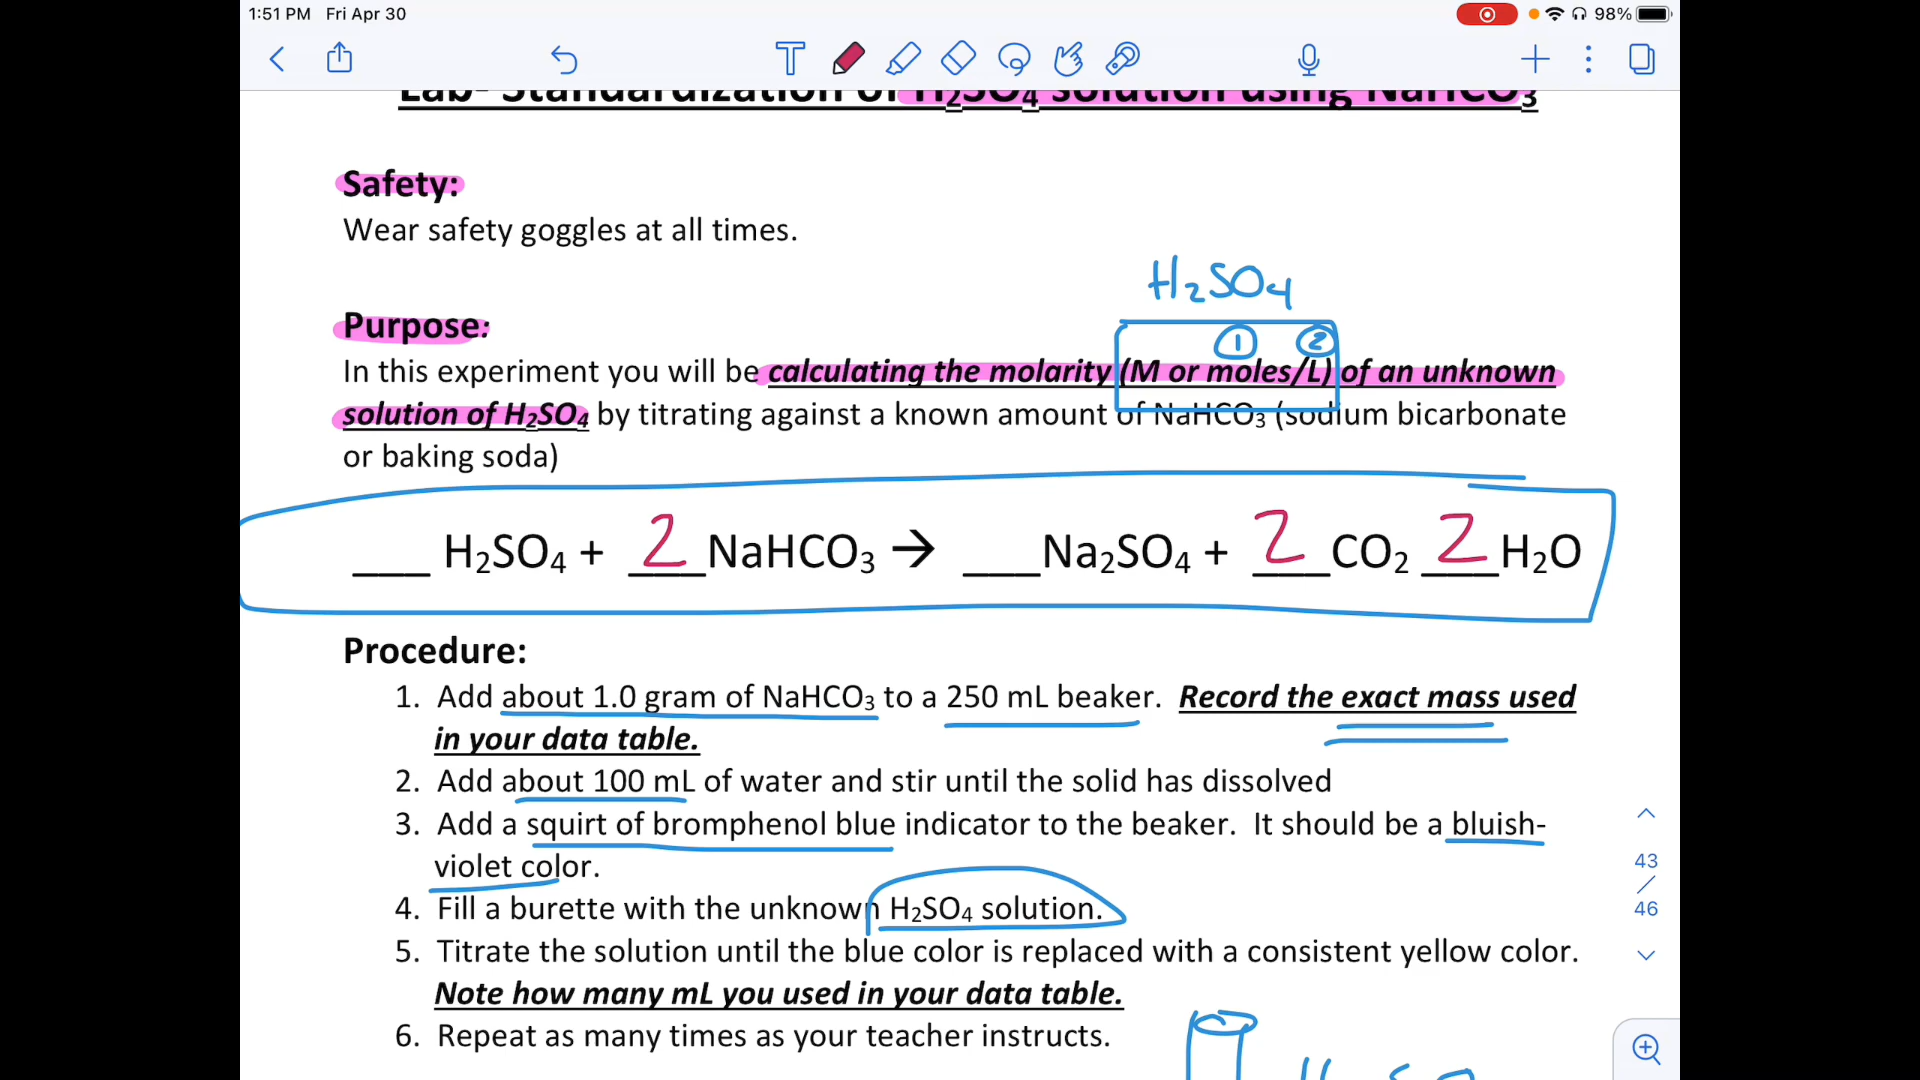 1:51 PM Fri Apr 30 98%
Lab- Standardization of H₂SO₄ solution using NaHCO₃
Safety:
Wear safety goggles at all times.
H₂SO₄
Purpose:
① ②
In this experiment you will be calculating the molarity (M or moles/L) of an unknown
solution of H₂SO₄ by titrating against a known amount of NaHCO₃ (sodium bicarbonate
or baking soda)
___ H₂SO₄ + 2 NaHCO₃ → ___Na₂SO₄ + 2 CO₂ 2 H₂O
Procedure:
1. Add about 1.0 gram of NaHCO₃ to a 250 mL beaker. Record the exact mass used
in your data table.
2. Add about 100 mL of water and stir until the solid has dissolved
3. Add a squirt of bromphenol blue indicator to the beaker. It should be a bluish-
violet color.
4. Fill a burette with the unknown H₂SO₄ solution.
5. Titrate the solution until the blue color is replaced with a consistent yellow color.
Note how many mL you used in your data table.
6. Repeat as many times as your teacher instructs.
43
/
46